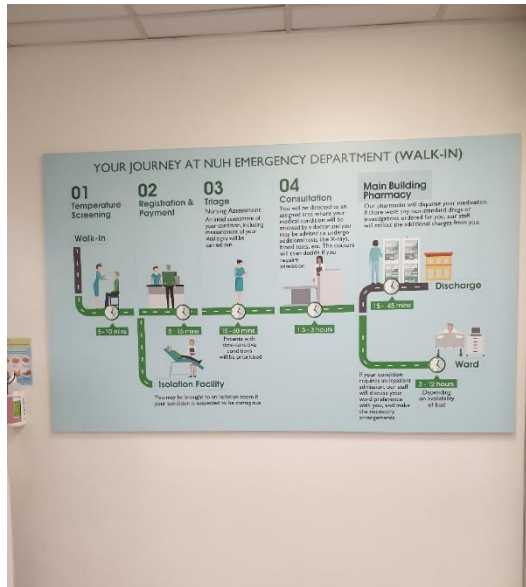 YOUR JOURNEY AT NUH EMERGENCY DEPARTMENT (WALK-IN)
01
Temperature
Screening
Walk-In
5-10 mins
02
Registration &
Payment
5-15 mins
Isolation Facility
You may be brought to an isolation room if
your condition is suspected to be contagious
03
Triage
Nursing Assessment:
An initial assessment of
your condition, including
measurement of your
vital signs will be
carried out.
15-60 mins
Patients with
time-sensitive
conditions
will be prioritised
04
Consultation
You will be directed to an
assigned area where your
medical condition will be
assessed by a doctor and you
may be advised to undergo
additional tests, like X-rays,
blood tests, etc. The doctors
will then decide if you
require
admission.
1.5 - 3 hours
Main Building
Pharmacy
Our pharmacist will dispense your medication.
If there were any non-standard drugs or
investigations ordered for you, our staff
will collect the additional charges from you.
15 - 45 mins
Discharge
Ward
3 - 12 hours
Depending
on availability
of bed
If your condition
requires an inpatient
admission, our staff
will discuss your
ward preference
with you, and make
the necessary
arrangements.